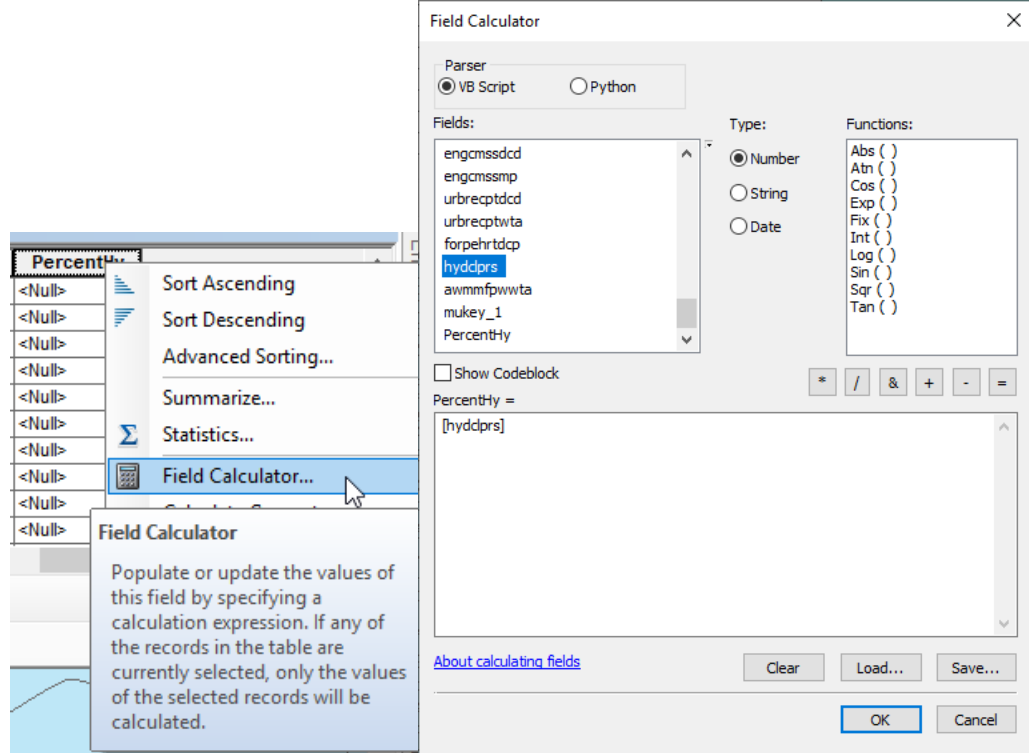 PercentHy
<Null>
<Null>
<Null>
<Null>
<Null>
<Null>
<Null>
<Null>
<Null>
<Null>
Sort Ascending
Sort Descending
Advanced Sorting...
Summarize...
Statistics...
Field Calculator...
Field Calculator
Populate or update the values of
this field by specifying a
calculation expression. If any of
the records in the table are
currently selected, only the values
of the selected records will be
calculated.
Field Calculator
Parser
VB Script
Python
Fields:
engcmssdcd
engcmssmp
urbrecptdcd
urbrecptwta
forpehrtdcp
hydclprs
awmmfpwwta
mukey_1
PercentHy
Type:
Number
String
Date
Functions:
Abs ( )
Atn ( )
Cos ( )
Exp ( )
Fix ( )
Int ( )
Log ( )
Sin ( )
Sqr ( )
Tan ( )
Show Codeblock
* / & + - =
PercentHy =
[hydclprs]
About calculating fields
Clear
Load...
Save...
OK
Cancel